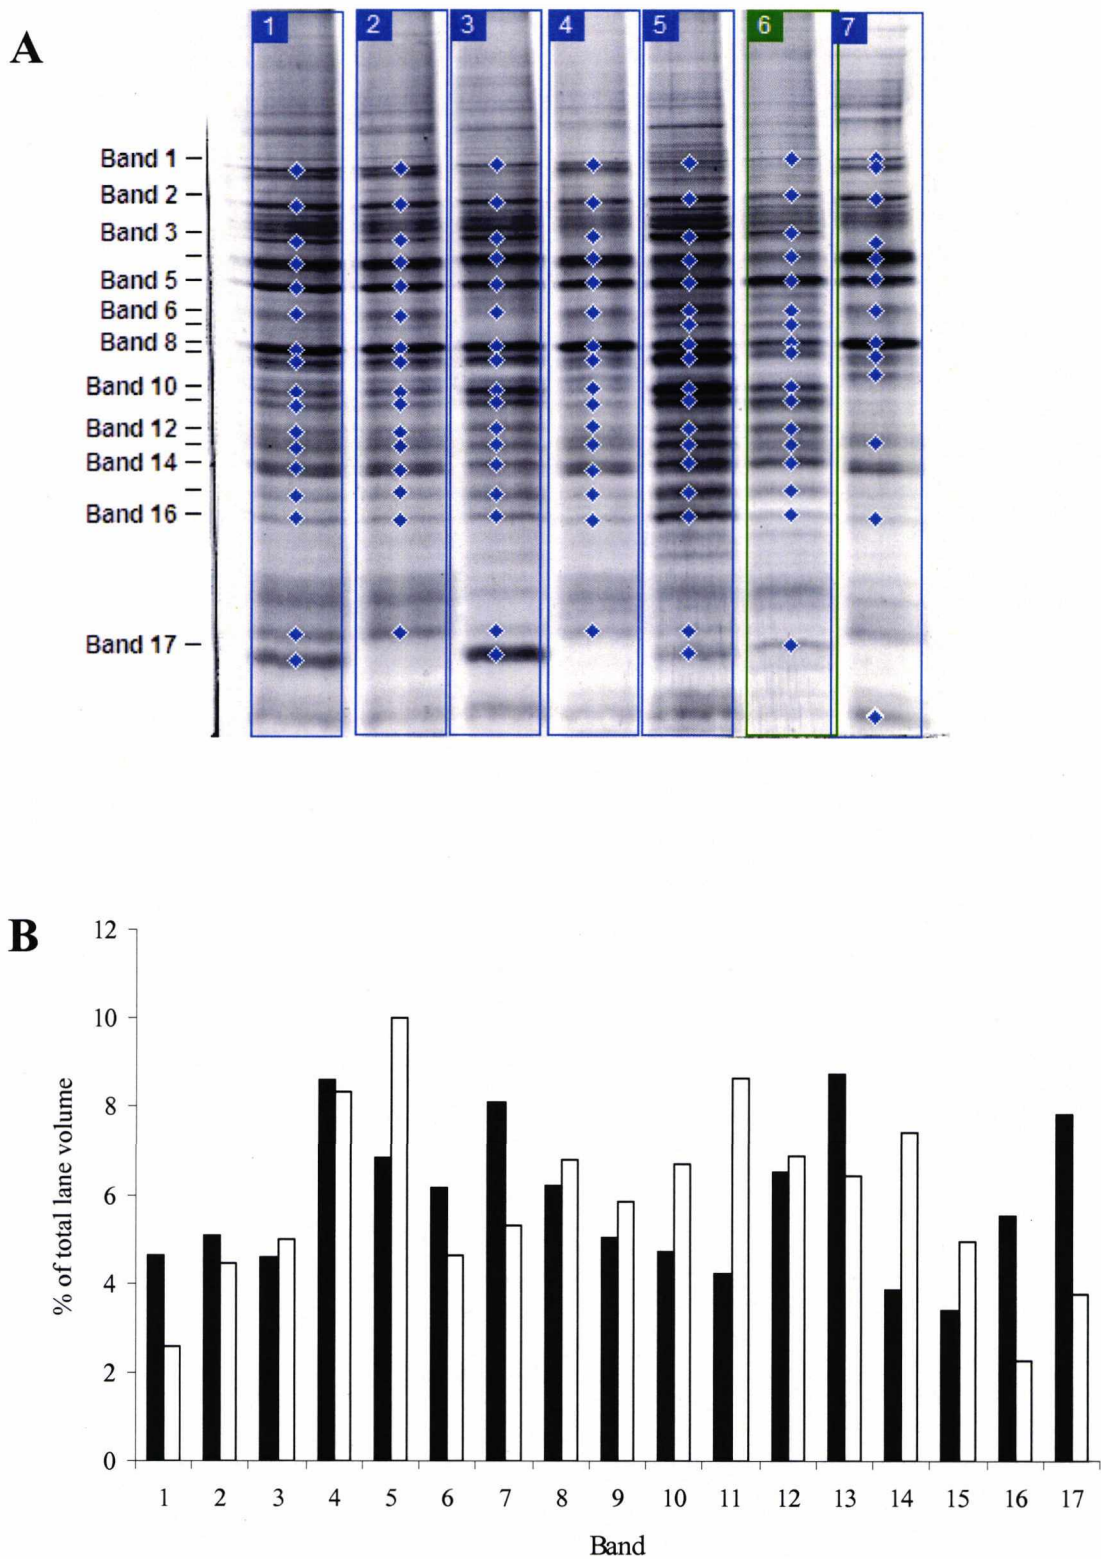 A
1 2 3 4 5 6 7
Band 1
Band 2
Band 3
Band 5
Band 6
Band 8
Band 10
Band 12
Band 14
Band 16
Band 17
B
12
10
8
6
4
2
0
% of total lane volume
1 2 3 4 5 6 7 8 9 10 11 12 13 14 15 16 17
Band